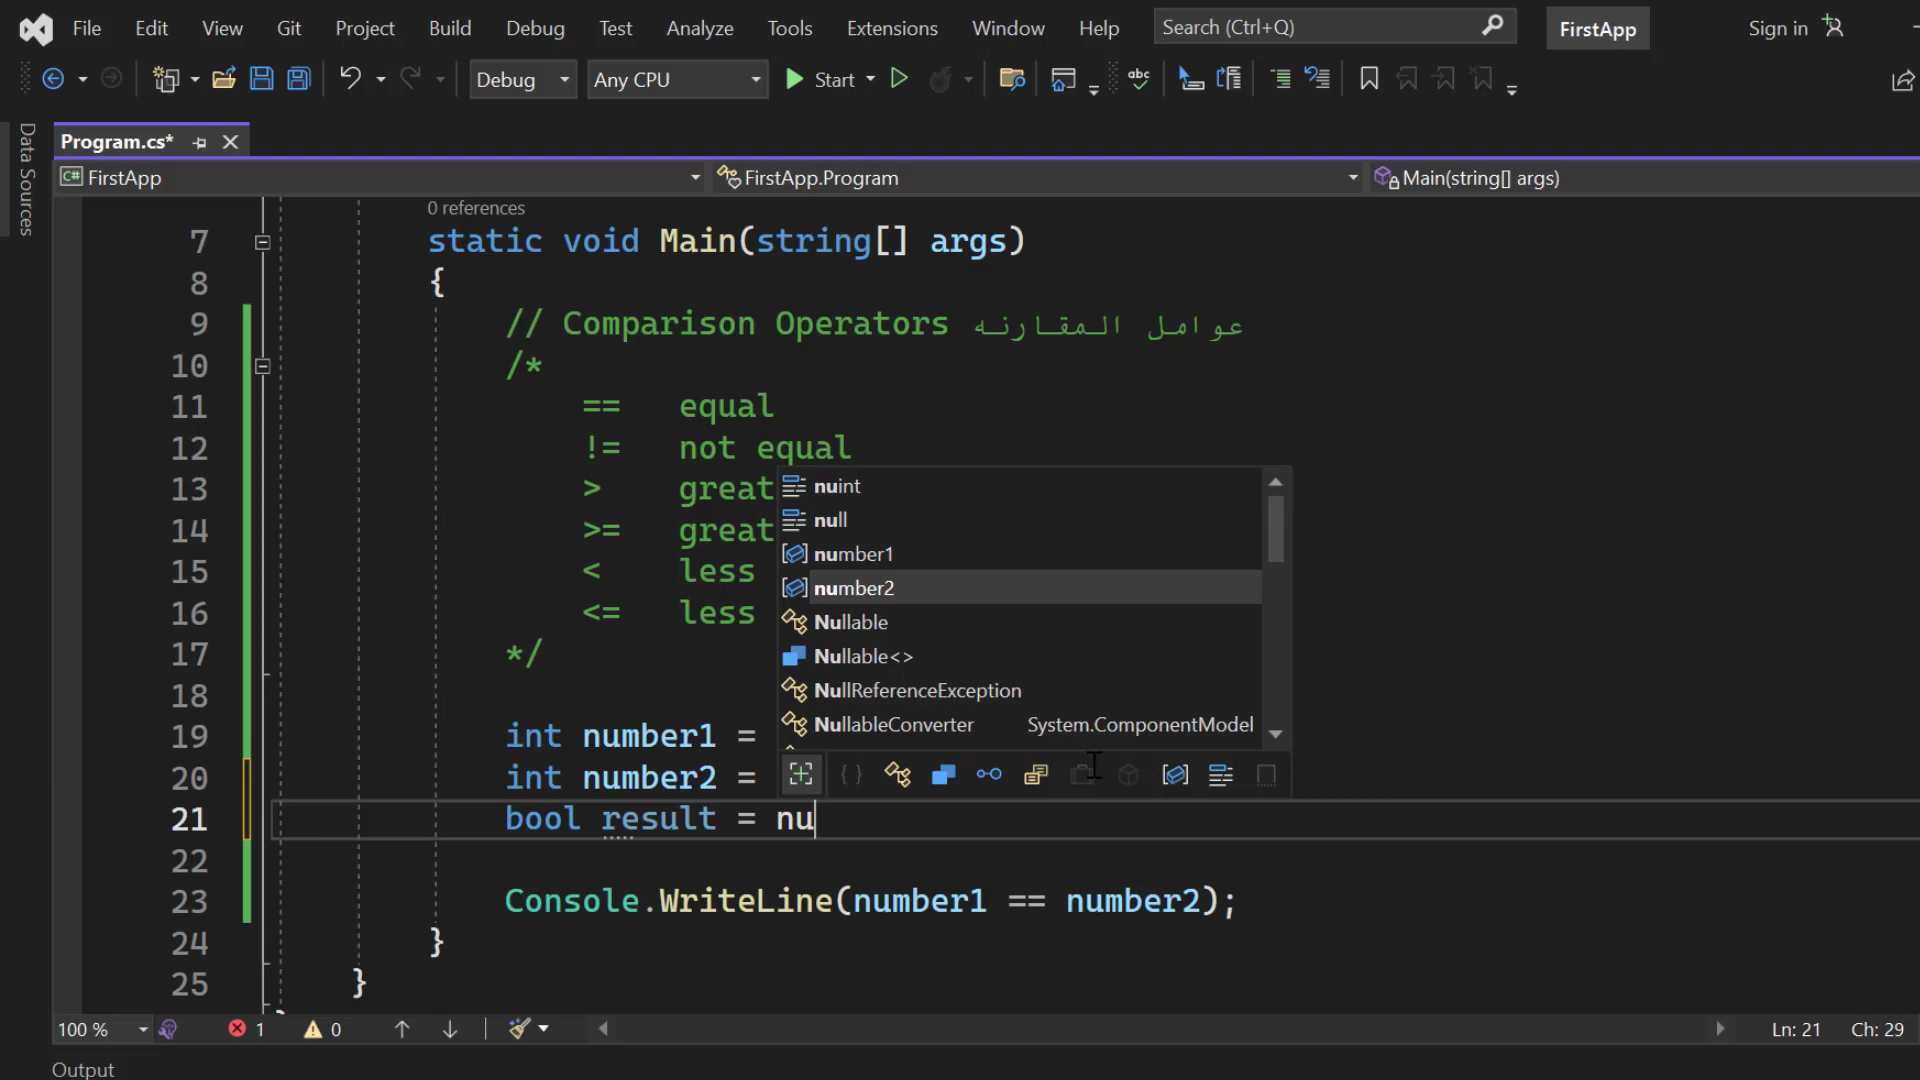 File Edit View Git Project Build Debug Test Analyze Tools Extensions Window Help Search (Ctrl+Q) FirstApp Sign in
Debug Any CPU Start
Data Sources
Program.cs*
C# FirstApp FirstApp.Program Main(string[] args)
0 references
7 static void Main(string[] args)
8 {
9 // Comparison Operators عوامل المقارنه
10 /*
11 == equal
12 != not equal
13 > great
14 >= great
15 < less
16 <= less
17 */
18
19 int number1 =
20 int number2 =
21 bool result = nu
22
23 Console.WriteLine(number1 == number2);
24 }
25 }
nuint
null
number1
number2
Nullable
Nullable<>
NullReferenceException
NullableConverter System.ComponentModel
100 % 1 0 Ln: 21 Ch: 29
Output